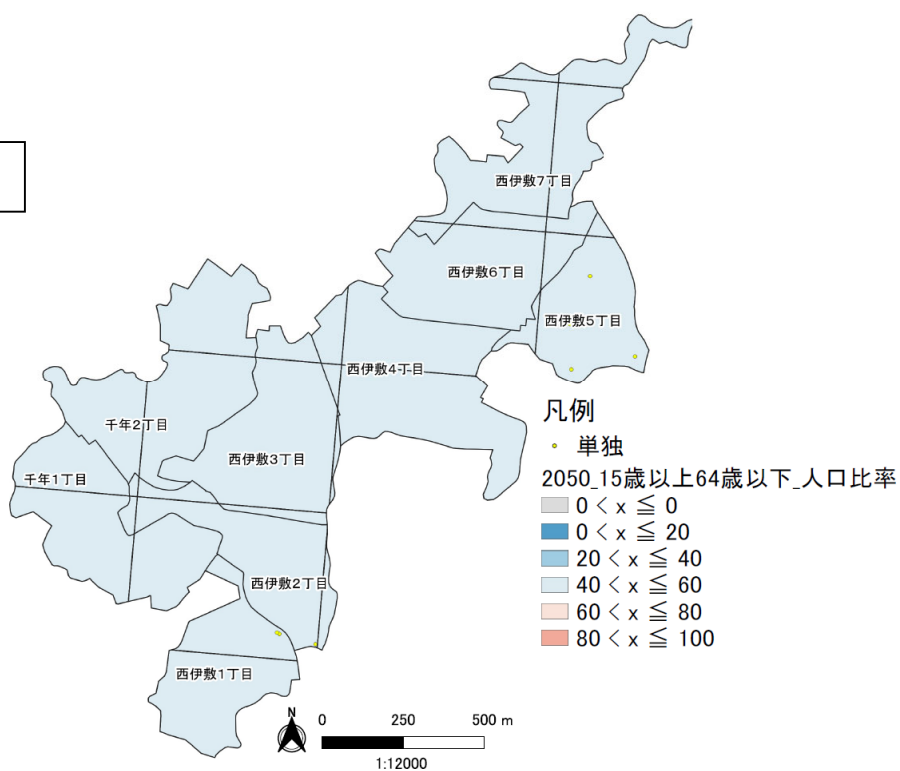 西伊敷7丁目
西伊敷6丁目
西伊敷5丁目
西伊敷4丁目
千年2丁目
西伊敷3丁目
千年1丁目
西伊敷2丁目
西伊敷1丁目
凡例
単独
2050_15歳以上64歳以下_人口比率
0 < x ≦ 0
0 < x ≦ 20
20 < x ≦ 40
40 < x ≦ 60
60 < x ≦ 80
80 < x ≦ 100
N
0 250 500 m
1:12000